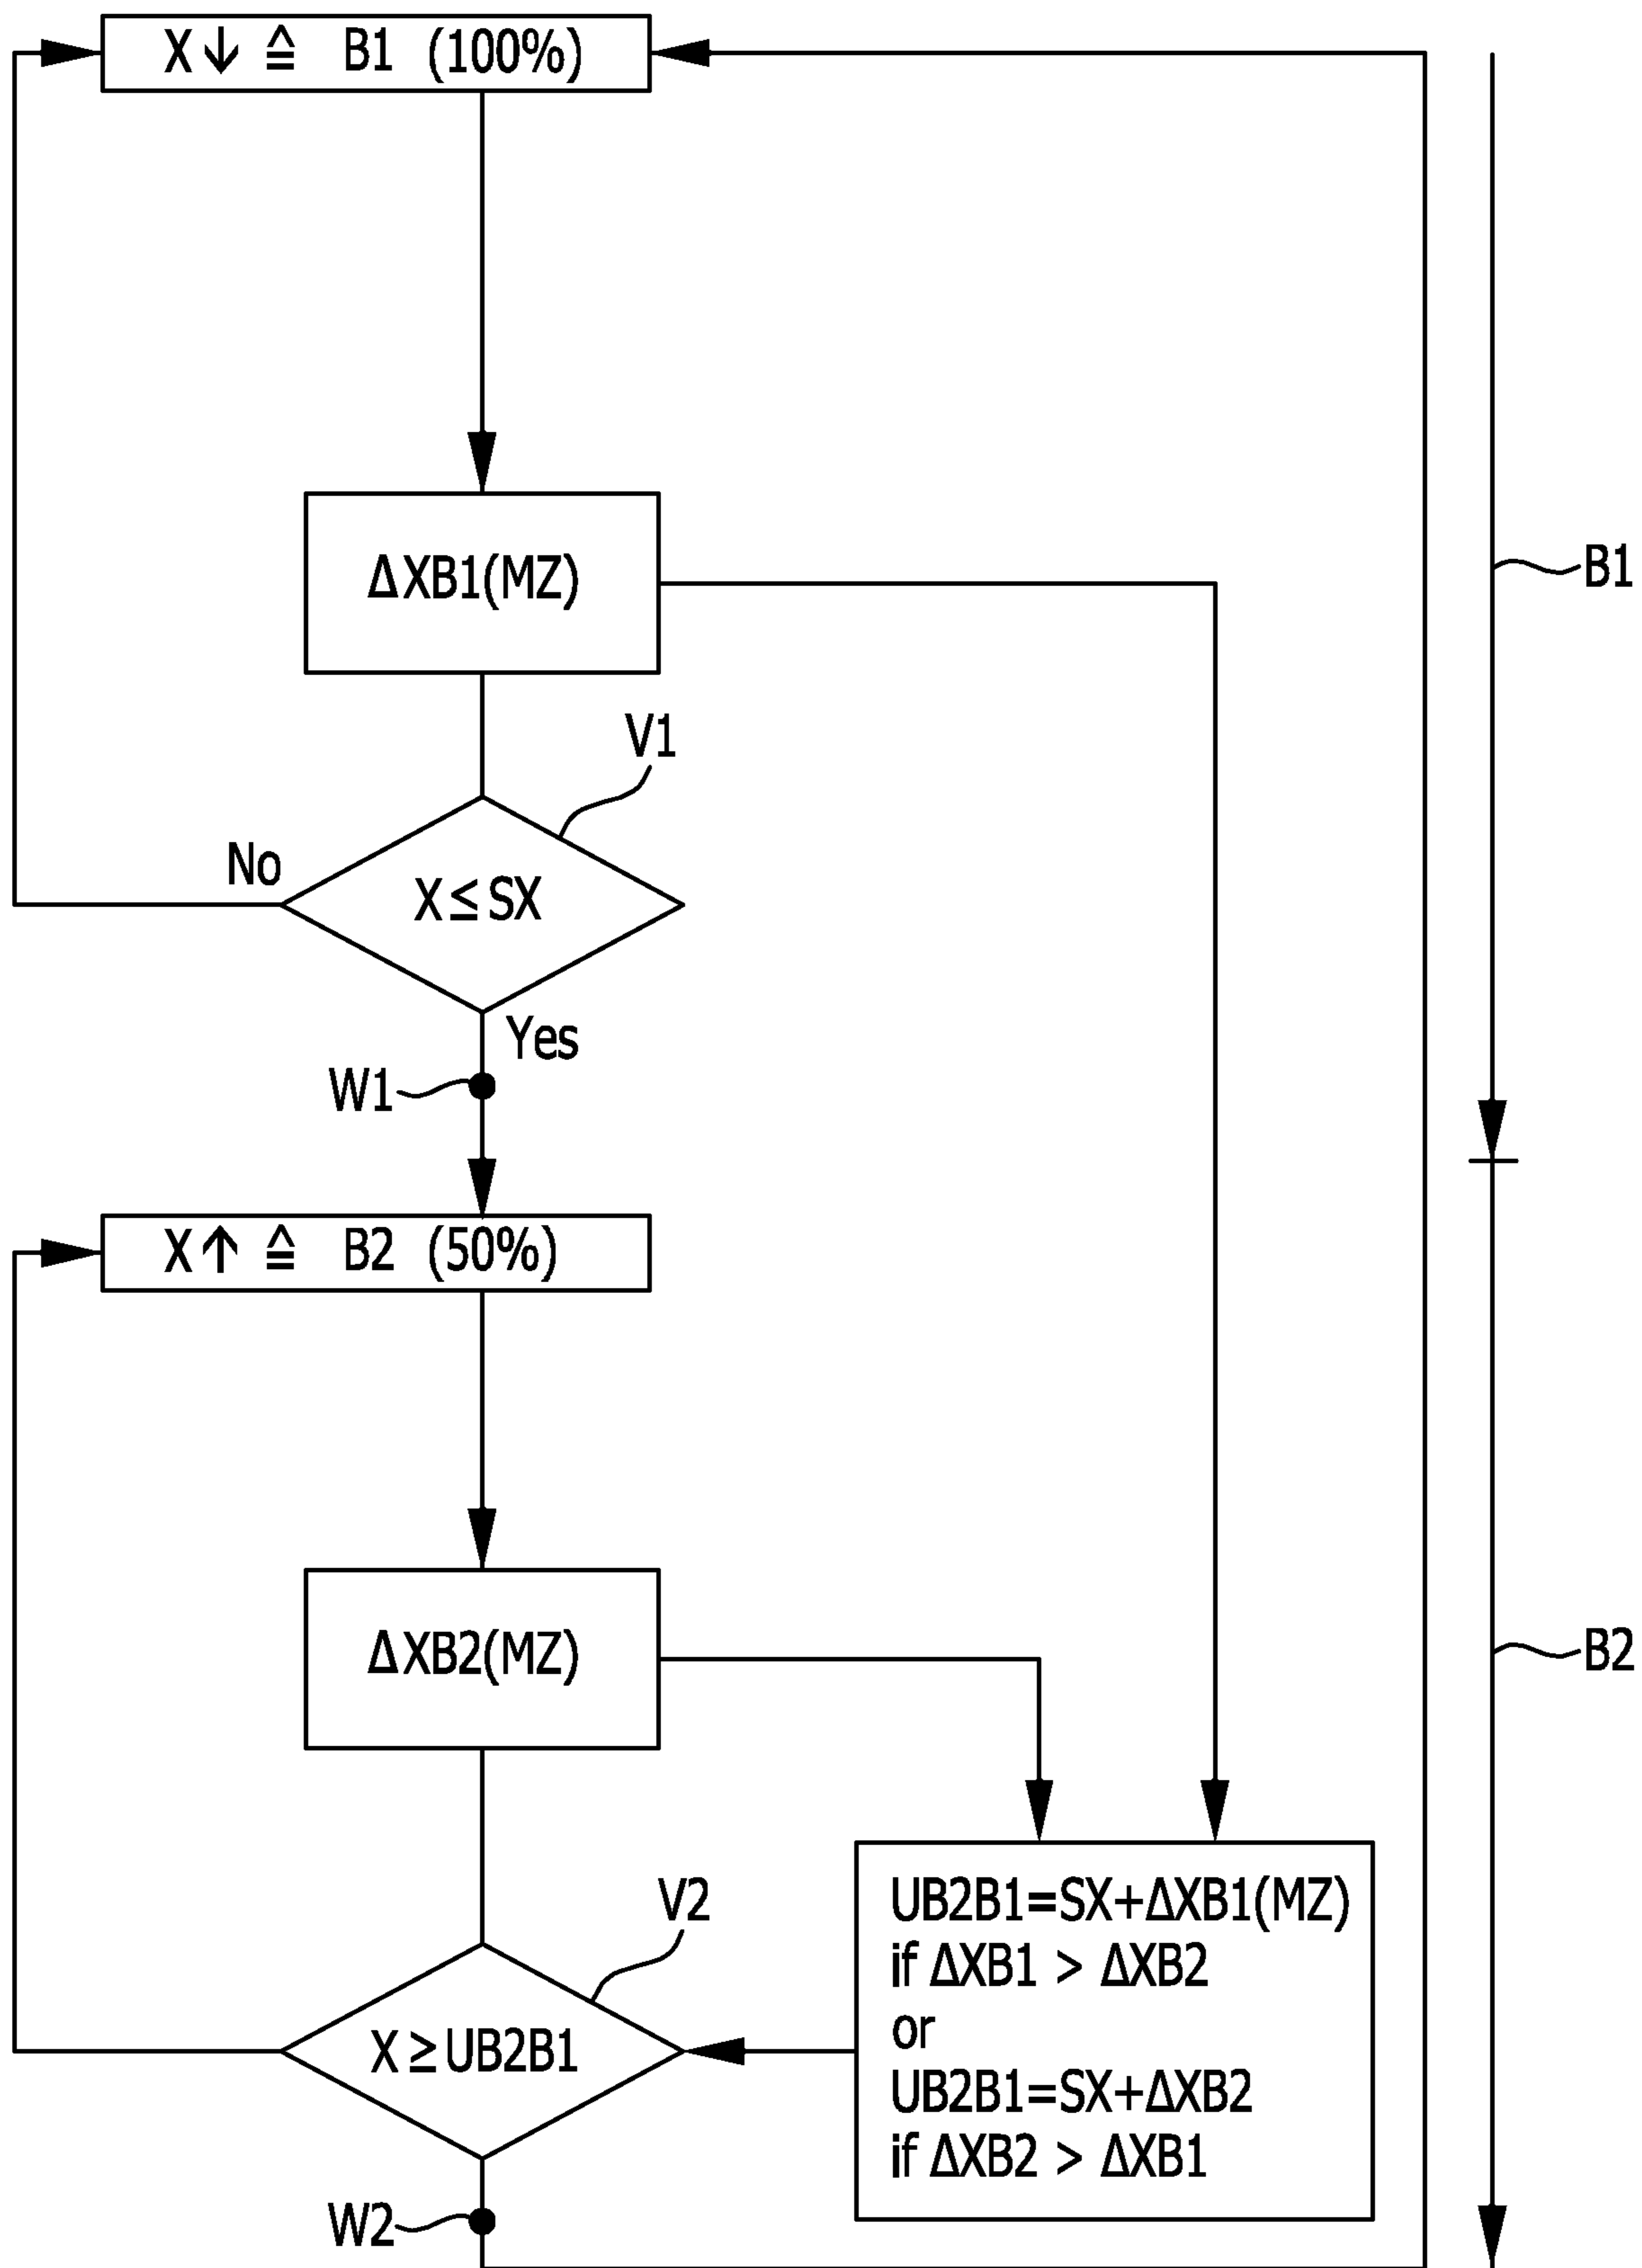 X↓ ≙ B1 (100%)
ΔXB1(MZ)
B1
V1
No
X≤SX
Yes
W1
X↑ ≙ B2 (50%)
ΔXB2(MZ)
B2
V2
UB2B1=SX+ΔXB1(MZ)
if ΔXB1 > ΔXB2
or
UB2B1=SX+ΔXB2
if ΔXB2 > ΔXB1
X≥UB2B1
W2